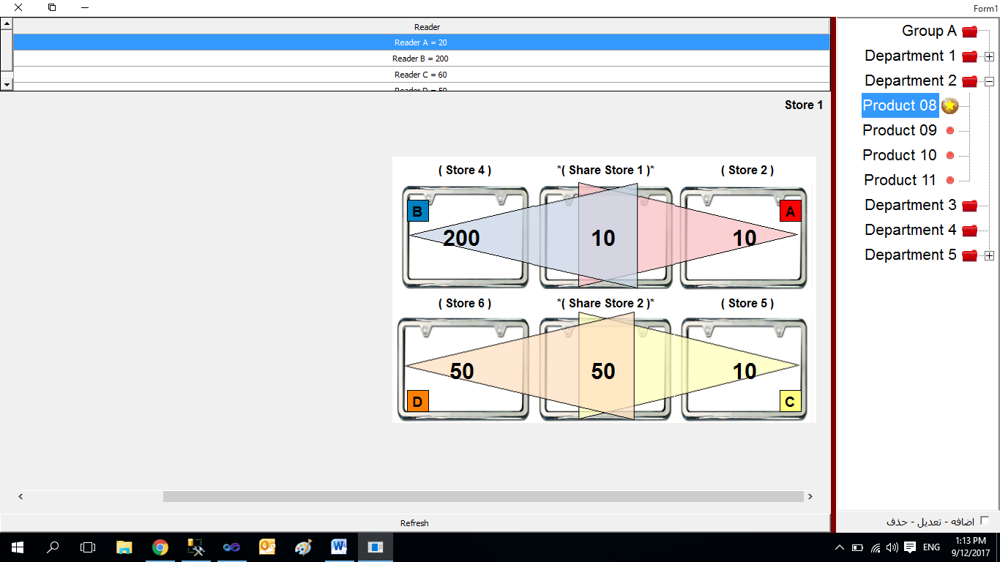 Form1
Reader
Reader A = 20
Reader B = 200
Reader C = 60
Reader D = 50
Store 1
( Store 4 )
*( Share Store 1 )*
( Store 2 )
B
A
200
10
10
( Store 6 )
*( Share Store 2 )*
( Store 5 )
50
50
10
D
C
Refresh
Group A
Department 1
Department 2
Product 08
Product 09
Product 10
Product 11
Department 3
Department 4
Department 5
اضافه - تعديل - حذف
ENG
1:13 PM
9/12/2017